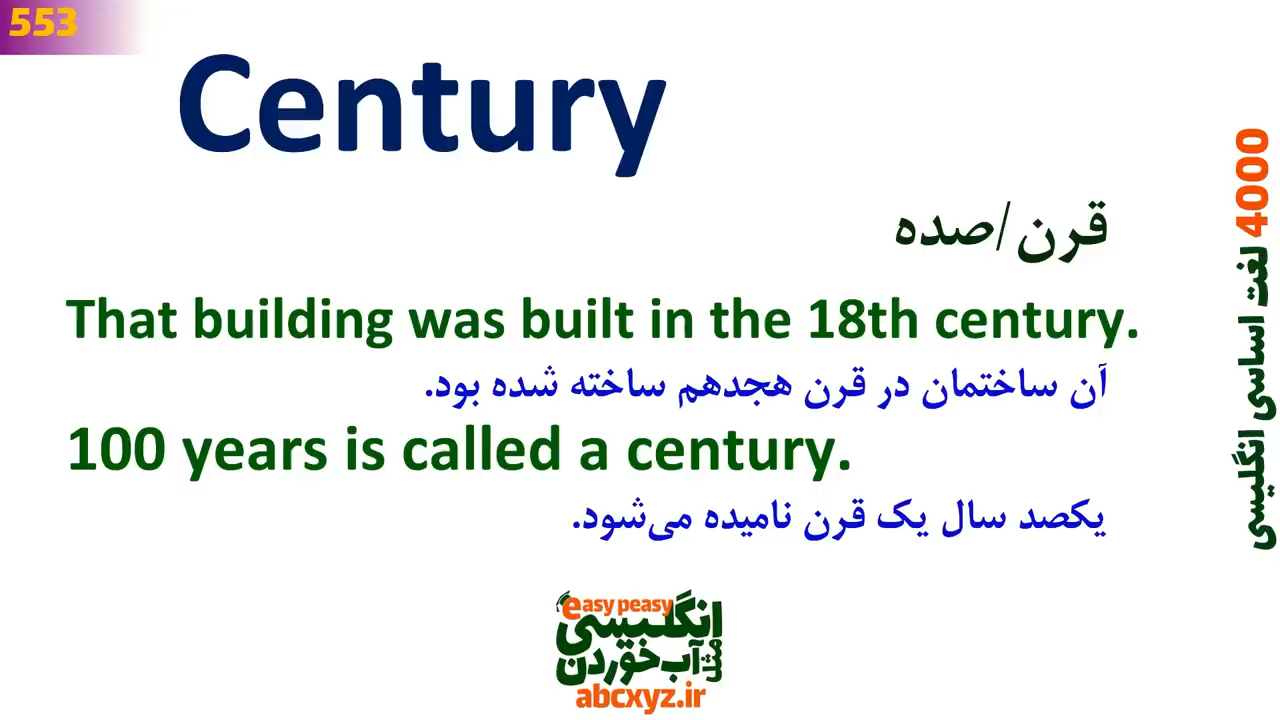 553
Century
قرن/صده
That building was built in the 18th century.
آن ساختمان در قرن هجدهم ساخته شده بود.
100 years is called a century.
یکصد سال یک قرن نامیده می‌شود.
4000 لغت اساسی انگلیسی
easy peasy
انگلیسی
مثل آب خوردن
abcxyz.ir